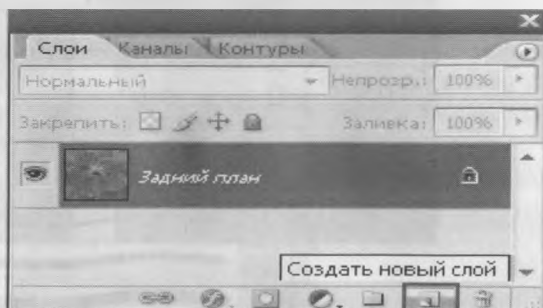 Слои Каналы Контуры
Нормальный Непрозр.: 100%
Закрепить: Заливка: 100%
Задний план
Создать новый слой